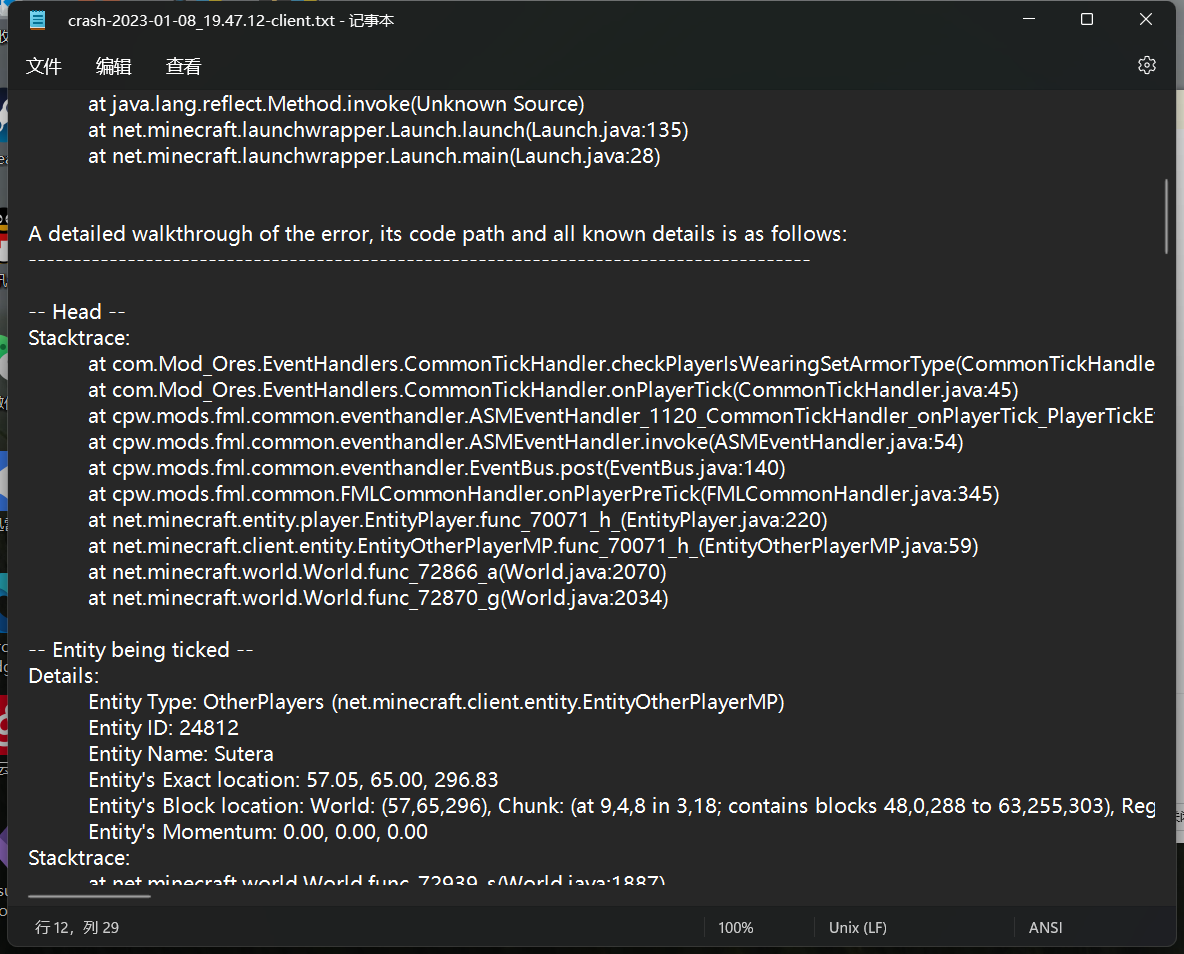 crash-2023-01-08_19.47.12-client.txt - 记事本
文件 编辑 查看
at java.lang.reflect.Method.invoke(Unknown Source)
at net.minecraft.launchwrapper.Launch.launch(Launch.java:135)
at net.minecraft.launchwrapper.Launch.main(Launch.java:28)
A detailed walkthrough of the error, its code path and all known details is as follows:
---------------------------------------------------------------------------------------
-- Head --
Stacktrace:
at com.Mod_Ores.EventHandlers.CommonTickHandler.checkPlayerIsWearingSetArmorType(CommonTickHandle
at com.Mod_Ores.EventHandlers.CommonTickHandler.onPlayerTick(CommonTickHandler.java:45)
at cpw.mods.fml.common.eventhandler.ASMEventHandler_1120_CommonTickHandler_onPlayerTick_PlayerTickE
at cpw.mods.fml.common.eventhandler.ASMEventHandler.invoke(ASMEventHandler.java:54)
at cpw.mods.fml.common.eventhandler.EventBus.post(EventBus.java:140)
at cpw.mods.fml.common.FMLCommonHandler.onPlayerPreTick(FMLCommonHandler.java:345)
at net.minecraft.entity.player.EntityPlayer.func_70071_h_(EntityPlayer.java:220)
at net.minecraft.client.entity.EntityOtherPlayerMP.func_70071_h_(EntityOtherPlayerMP.java:59)
at net.minecraft.world.World.func_72866_a(World.java:2070)
at net.minecraft.world.World.func_72870_g(World.java:2034)
-- Entity being ticked --
Details:
Entity Type: OtherPlayers (net.minecraft.client.entity.EntityOtherPlayerMP)
Entity ID: 24812
Entity Name: Sutera
Entity's Exact location: 57.05, 65.00, 296.83
Entity's Block location: World: (57,65,296), Chunk: (at 9,4,8 in 3,18; contains blocks 48,0,288 to 63,255,303), Reg
Entity's Momentum: 0.00, 0.00, 0.00
Stacktrace:
at net.minecraft.world.World.func_72939_s(World.java:1887)
行 12，列 29 100% Unix (LF) ANSI